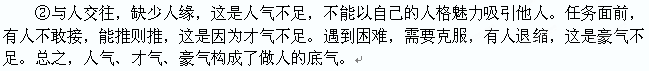 ②与人交往，缺少人缘，这是人气不足，不能以自己的人格魅力吸引他人。任务面前，
有人不敢接，能推则推，这是因为才气不足。遇到困难，需要克服，有人退缩，这是豪气不
足。总之，人气、才气、豪气构成了做人的底气。↵